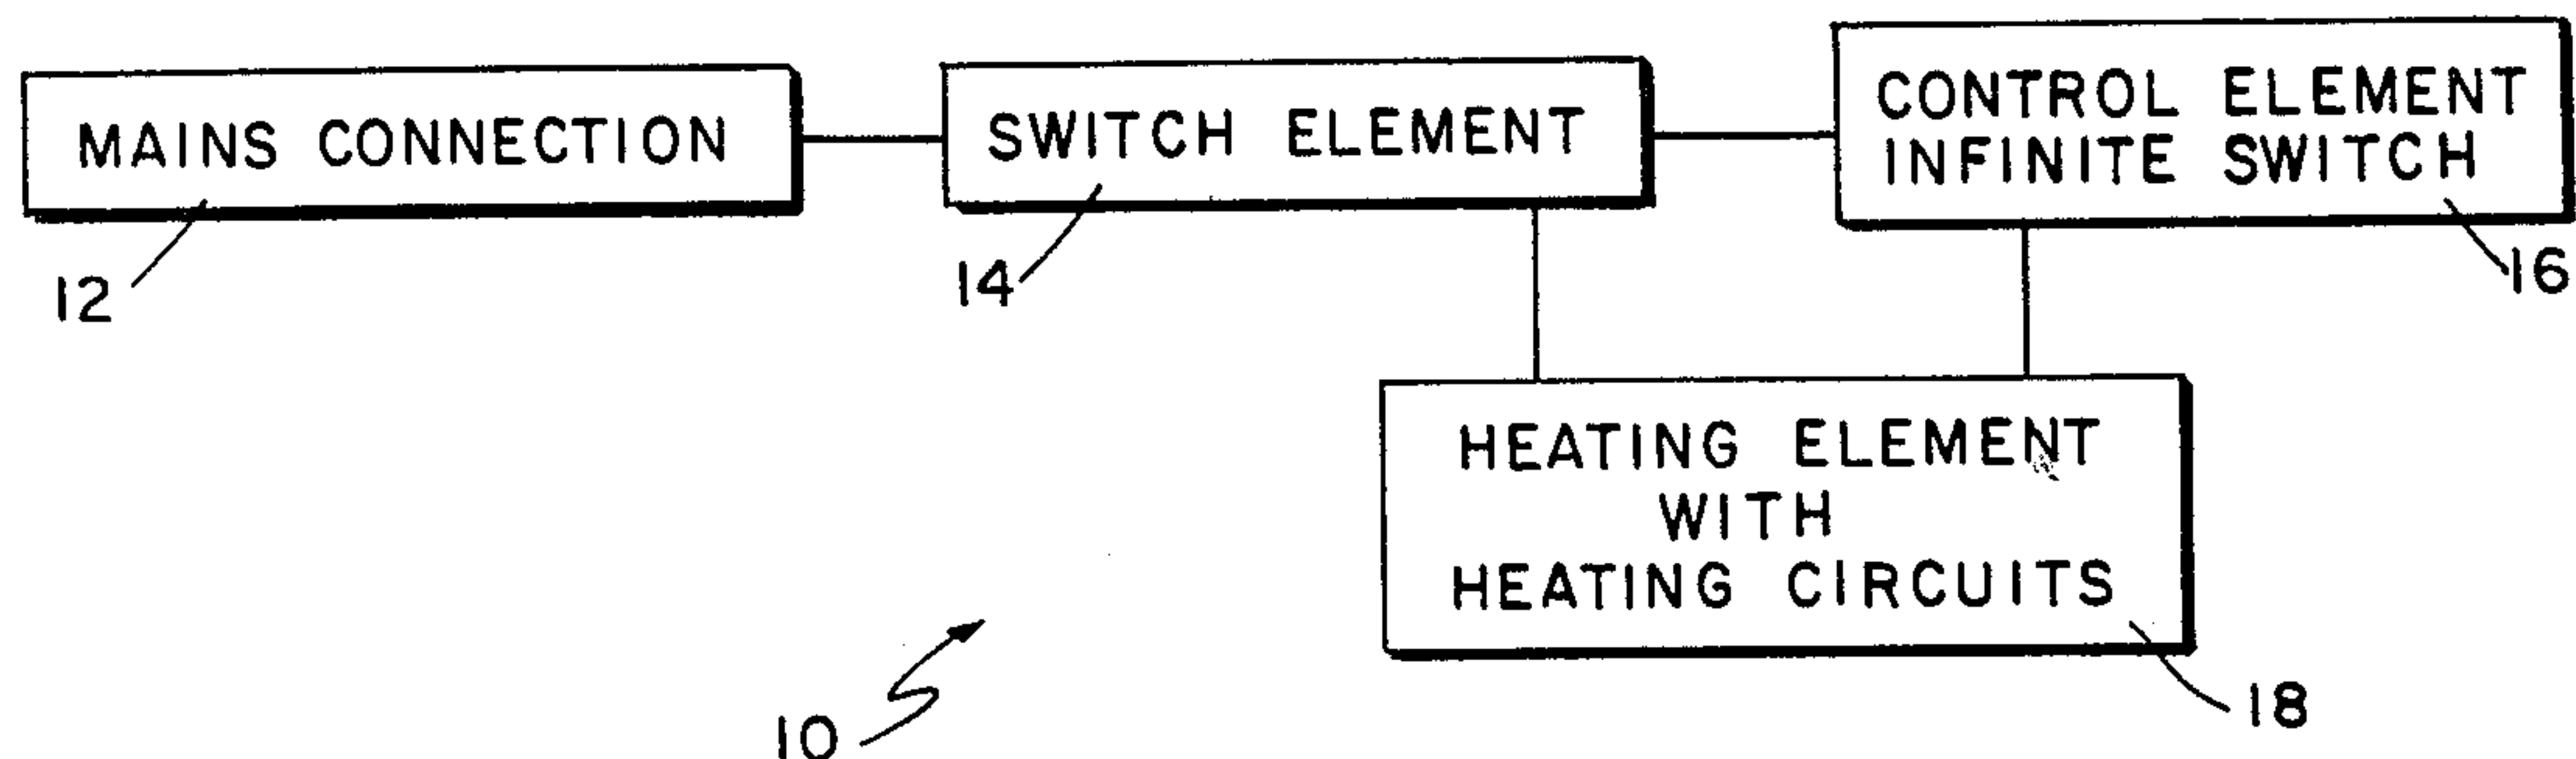 MAINS CONNECTION
12
SWITCH ELEMENT
14
CONTROL ELEMENT
INFINITE SWITCH
16
HEATING ELEMENT
WITH
HEATING CIRCUITS
18
10